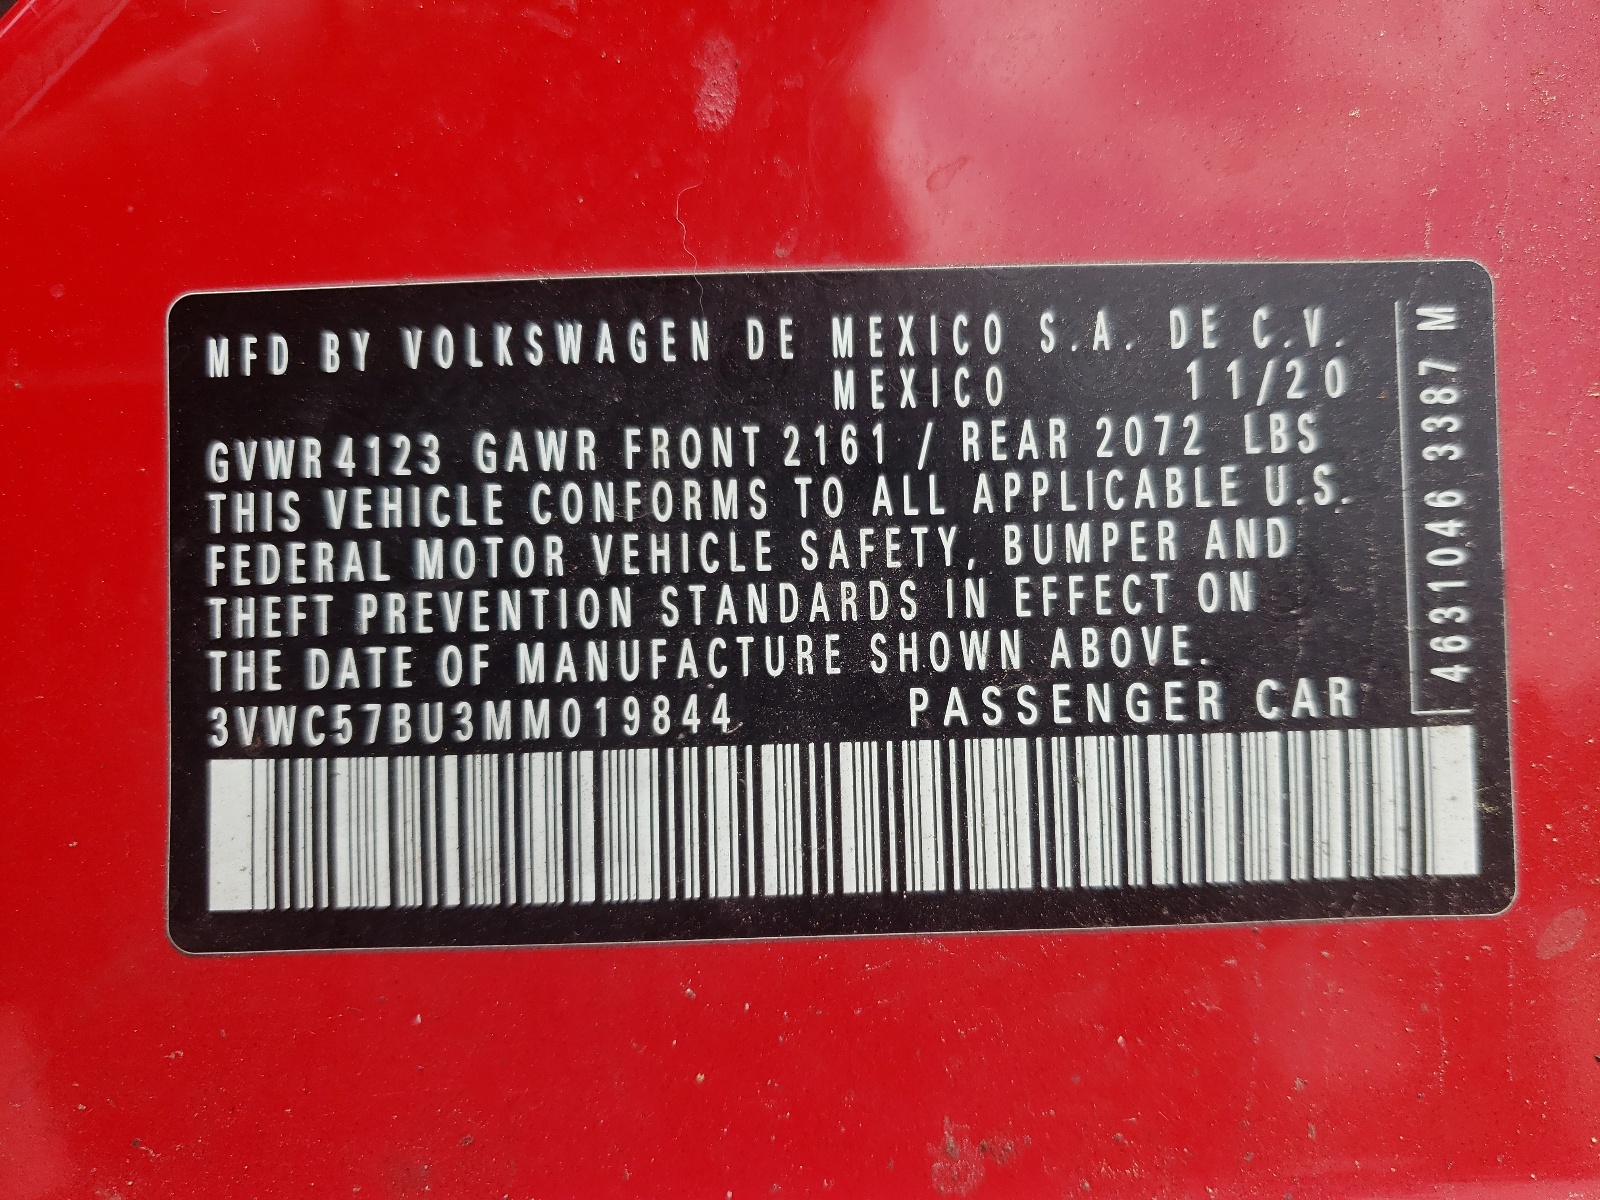 MFD BY VOLKSWAGEN DE MEXICO S.A. DE C.V.
MEXICO 11/20
GVWR 4123 GAWR FRONT 2161 / REAR 2072 LBS
THIS VEHICLE CONFORMS TO ALL APPLICABLE U.S.
FEDERAL MOTOR VEHICLE SAFETY, BUMPER AND
THEFT PREVENTION STANDARDS IN EFFECT ON
THE DATE OF MANUFACTURE SHOWN ABOVE.
3VWC57BU3MM019844 PASSENGER CAR
4631046 3387 M